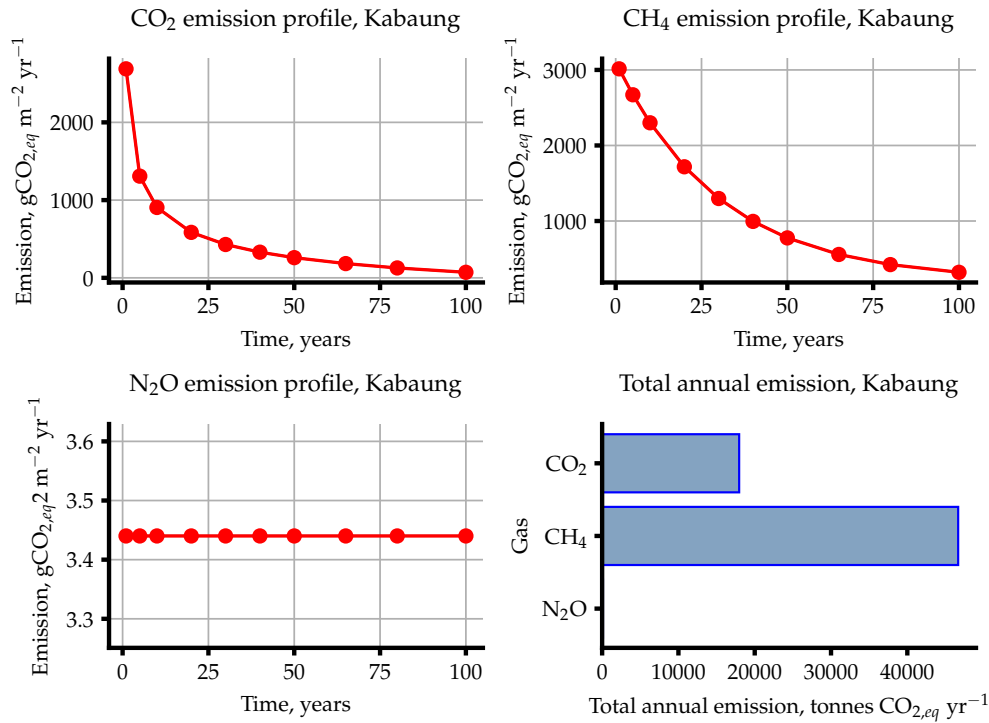 CO₂ emission profile, Kabaung
Emission, gCO₂,eq m⁻² yr⁻¹
2000
1000
0
0 25 50 75 100
Time, years
CH₄ emission profile, Kabaung
Emission, gCO₂,eq m⁻² yr⁻¹
3000
2000
1000
0 25 50 75 100
Time, years
N₂O emission profile, Kabaung
Emission, gCO₂,eq2 m⁻² yr⁻¹
3.6
3.5
3.4
3.3
0 25 50 75 100
Time, years
Total annual emission, Kabaung
Gas
CO₂
CH₄
N₂O
0 10000 20000 30000 40000
Total annual emission, tonnes CO₂,eq yr⁻¹